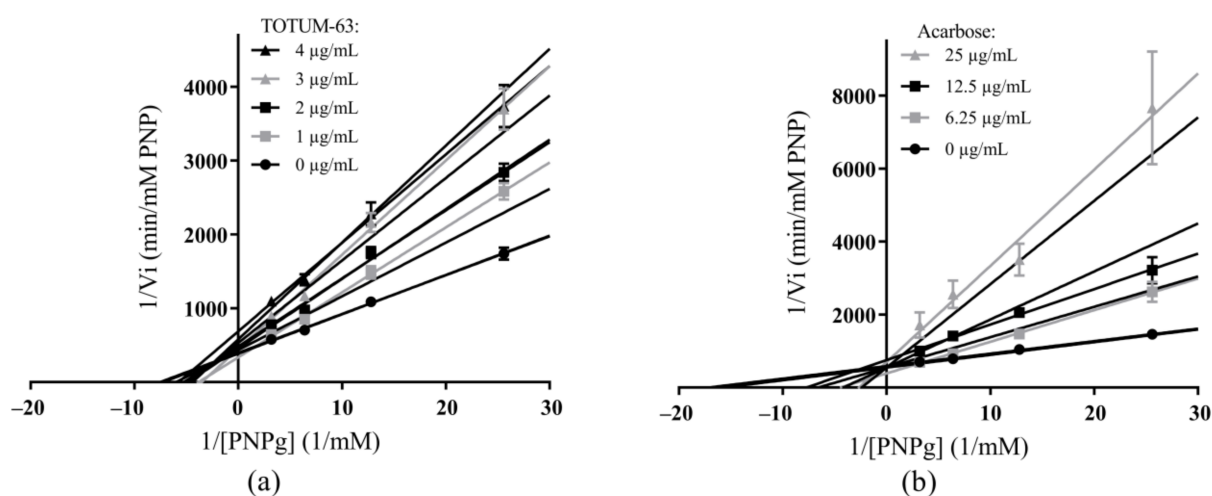 TOTUM-63:
4 µg/mL
3 µg/mL
2 µg/mL
1 µg/mL
0 µg/mL
1/Vi (min/mM PNP)
4000
3000
2000
1000
–20
–10
0
10
20
30
1/[PNPg] (1/mM)
(a)
Acarbose:
25 µg/mL
12.5 µg/mL
6.25 µg/mL
0 µg/mL
1/Vi (min/mM PNP)
8000
6000
4000
2000
–20
–10
0
10
20
30
1/[PNPg] (1/mM)
(b)